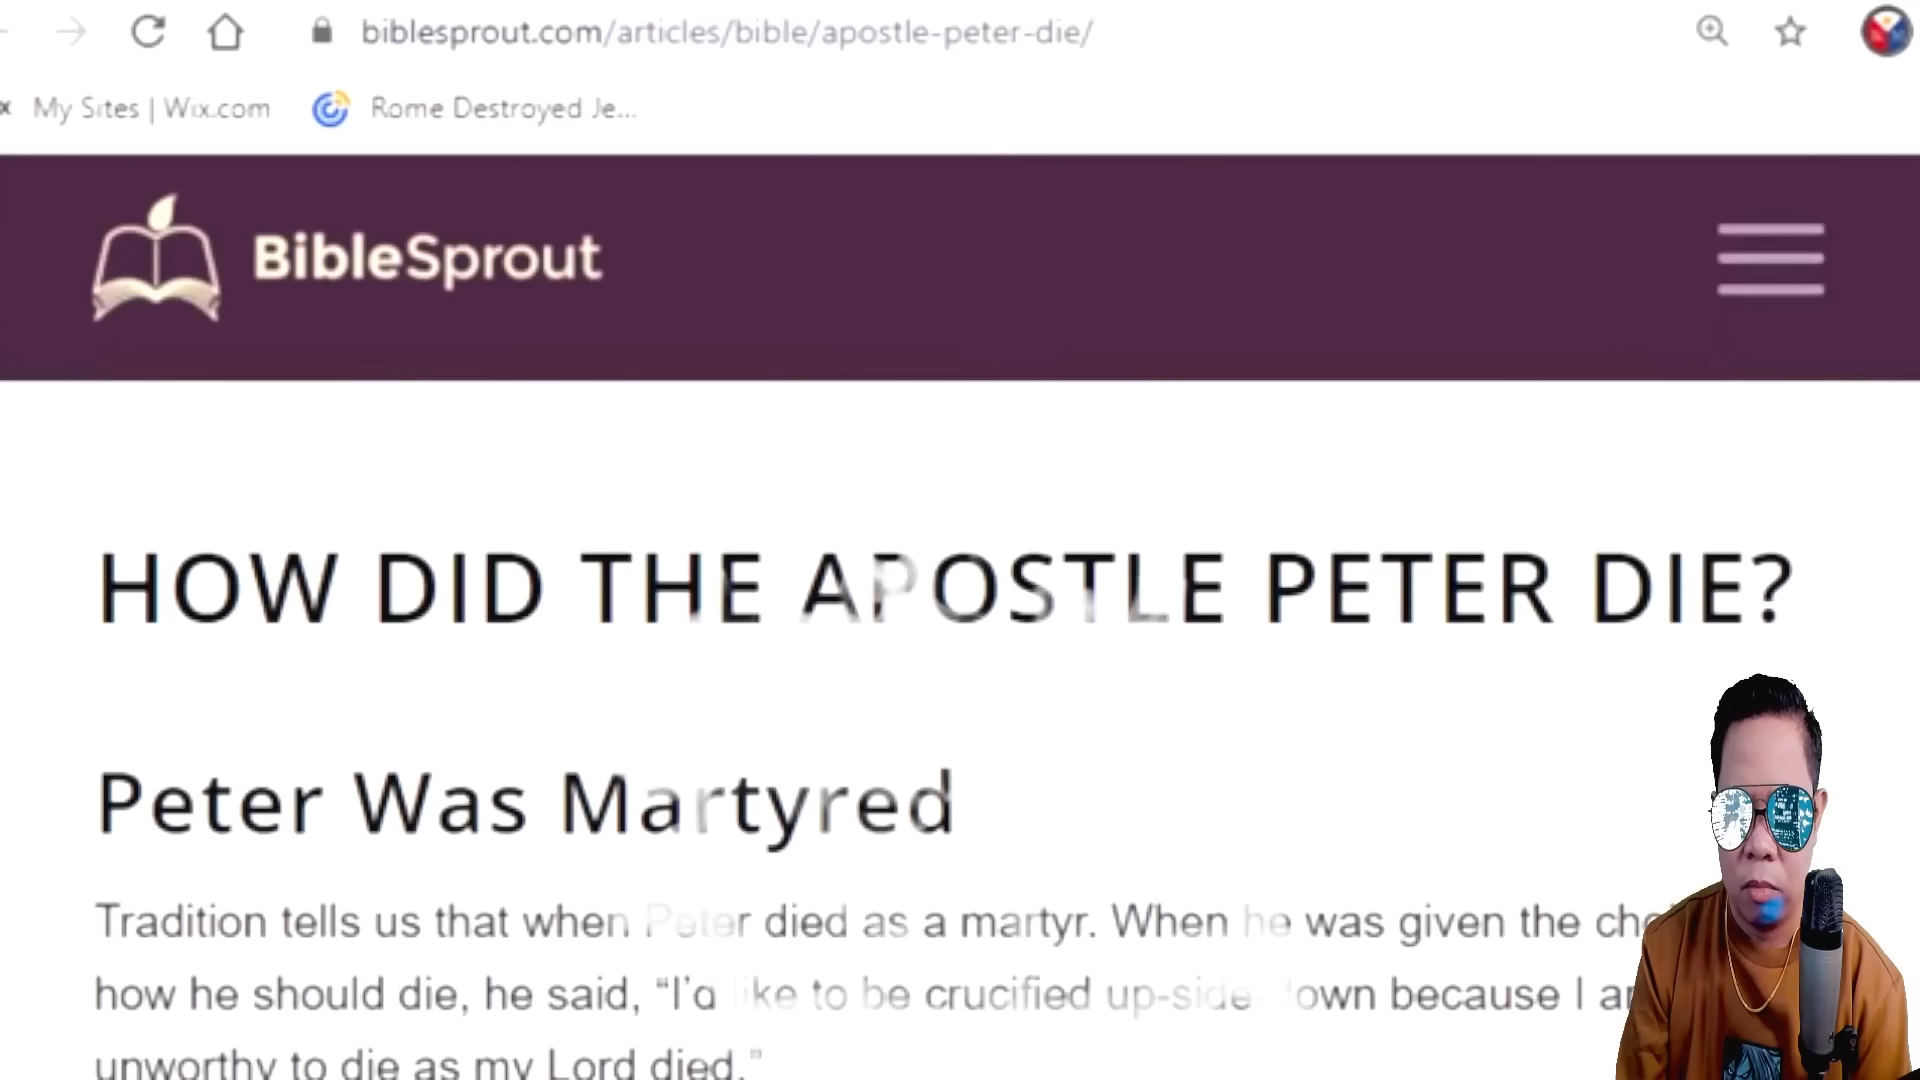 biblesprout.com/articles/bible/apostle-peter-die/
My Sites | Wix.com Rome Destroyed Je...
BibleSprout
HOW DID THE APOSTLE PETER DIE?
Peter Was Martyred
Tradition tells us that when Peter died as a martyr. When he was given the
how he should die, he said, “I’d like to be crucified up-side down because I
unworthy to die as my Lord died.”